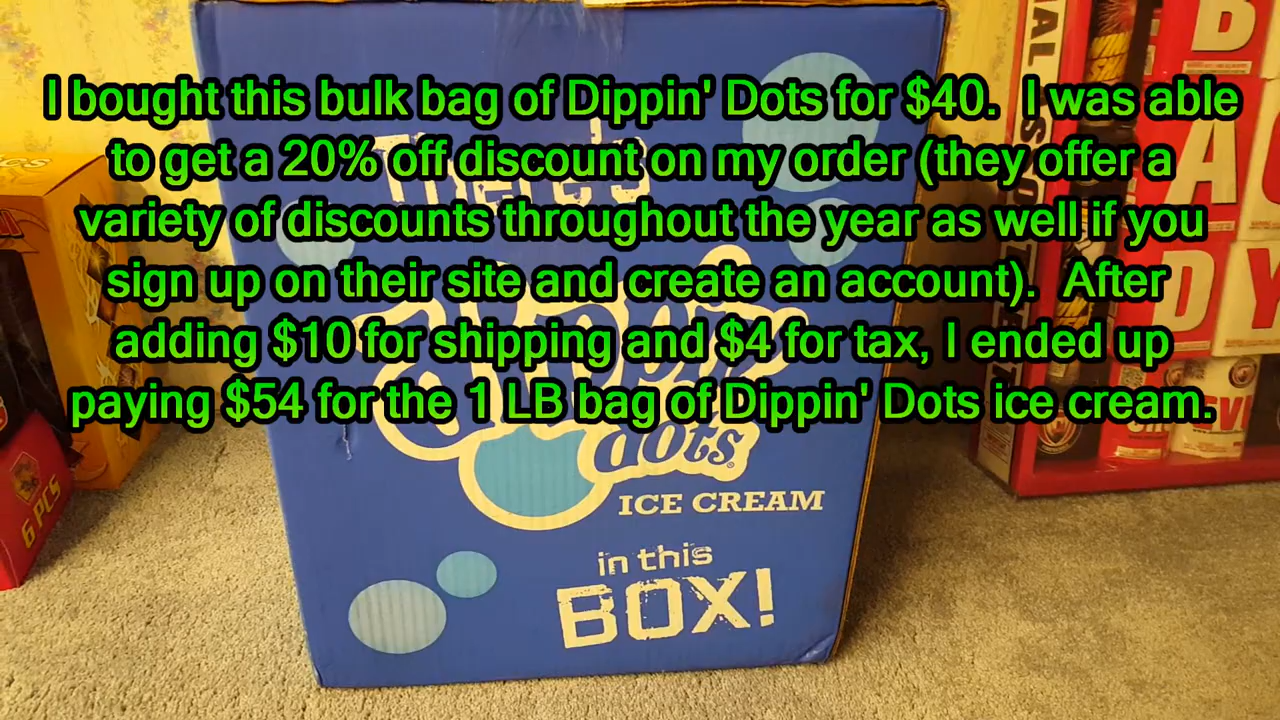 I bought this bulk bag of Dippin' Dots for $40.  I was able
to get a 20% off discount on my order (they offer a
variety of discounts throughout the year as well if you
sign up on their site and create an account).  After
adding $10 for shipping and $4 for tax, I ended up
paying $54 for the 1 LB bag of Dippin' Dots ice cream.
There's
dippin'
dots
ICE CREAM
in this
BOX!
6 PCS
B
A
D
Y